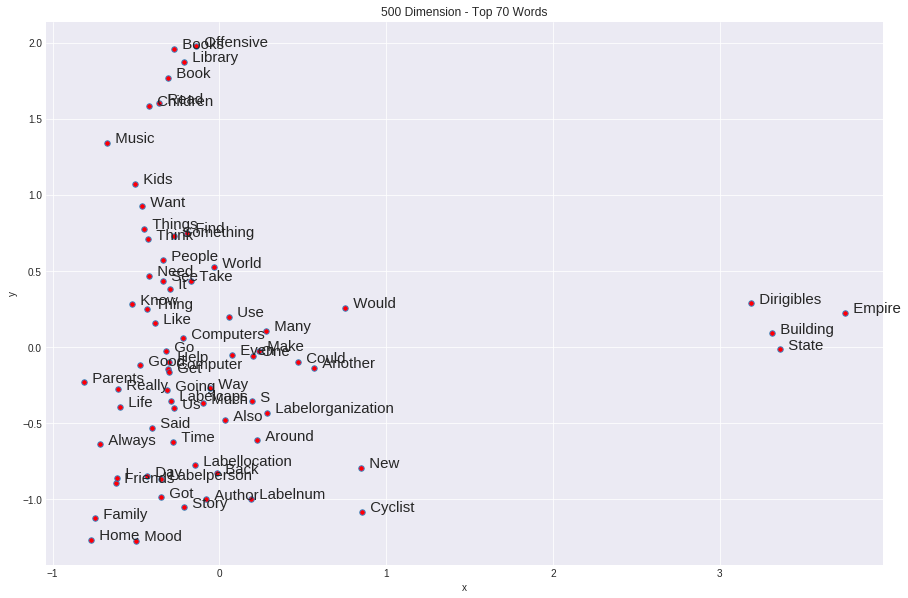 500 Dimension - Top 70 Words
2.0
1.5
1.0
0.5
0.0
−0.5
−1.0
y
Offensive
Books
Library
Book
Read
Children
Music
Kids
Want
Things
Find
Something
Think
People
World
Need
See
Take
It
Know
Thing
Like
Use
Would
Many
Computers
Dirigibles
Empire
Building
State
Go
Even
Make
One
Could
Another
Good
Help
Computer
Get
Parents
Really
Going
Way
Life
Labelcaps
Much
Us
S
Labelorganization
Also
Said
Always
Time
Around
Labellocation
New
I
Day
Back
Friends
Labelperson
Got
Author
Labelnum
Story
Cyclist
Family
Home
Mood
−1
0
1
2
3
x